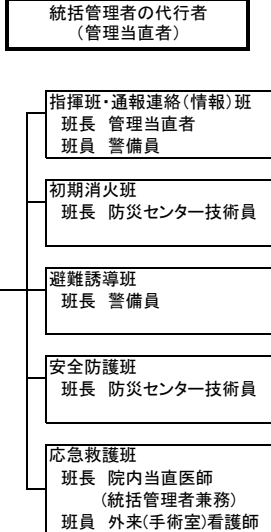 統括管理者の代行者
（管理当直者）
指揮班・通報連絡（情報）班
班長 管理当直者
班員 警備員
初期消火班
班長 防災センター技術員
避難誘導班
班長 警備員
安全防護班
班長 防災センター技術員
応急救護班
班長 院内当直医師
(統括管理者兼務)
班員 外来(手術室)看護師